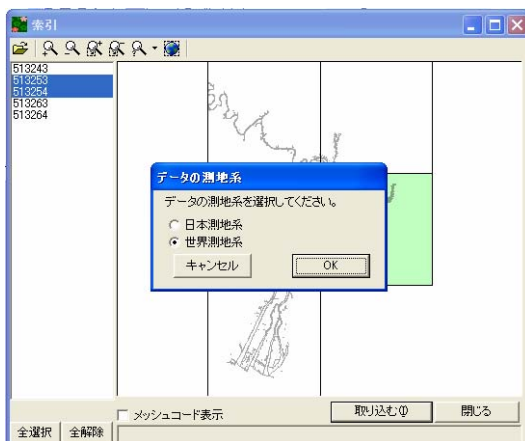 索引
513243
513253
513254
513263
513264
データの測地系
データの測地系を選択してください。
日本測地系
世界測地系
キャンセル
OK
メッシュコード表示
取り込む(I)
閉じる
全選択
全解除